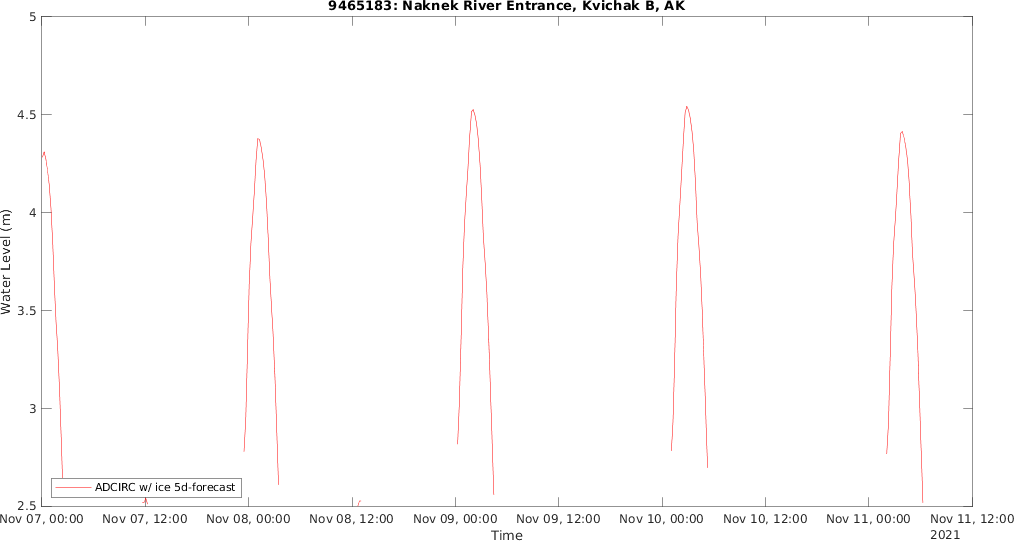 9465183: Naknek River Entrance, Kvichak B, AK
5
4.5
4
3.5
3
2.5
Water Level (m)
ADCIRC w/ ice 5d-forecast
Nov 07, 00:00 Nov 07, 12:00 Nov 08, 00:00 Nov 08, 12:00 Nov 09, 00:00 Nov 09, 12:00 Nov 10, 00:00 Nov 10, 12:00 Nov 11, 00:00 Nov 11, 12:00
Time
2021